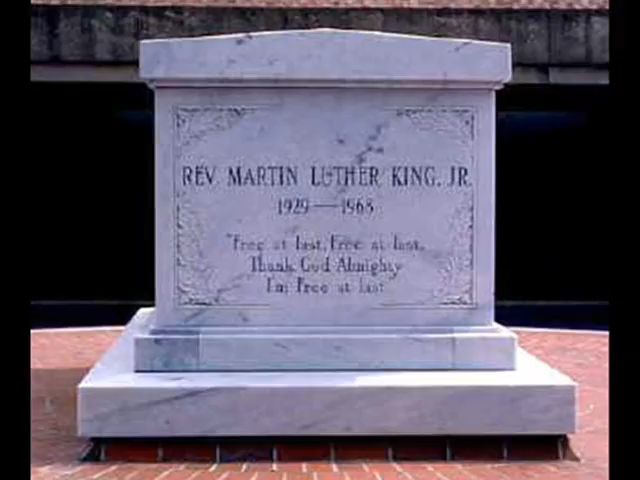 REV. MARTIN LUTHER KING, JR.
1929—1968
"Free at last, Free at last,
Thank God Almighty
I'm Free at last